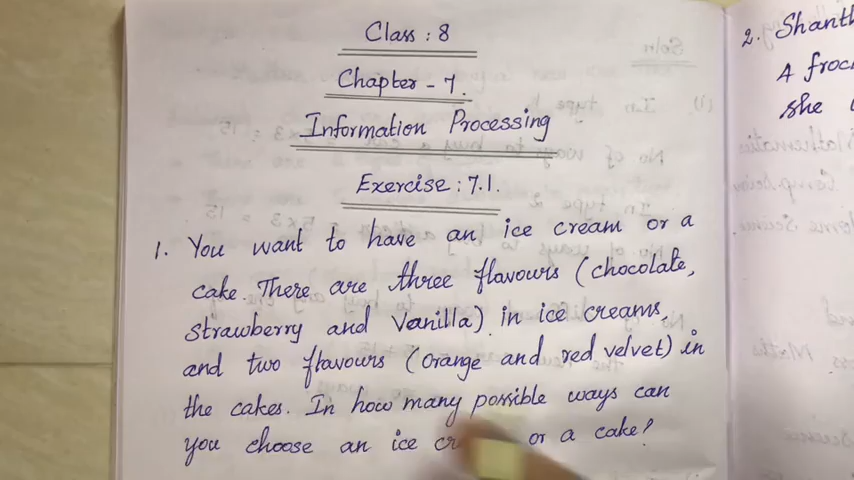 Class : 8
Chapter - 7.
Information Processing
Exercise : 7.1.
1. You want to have an ice cream or a
cake. There are three flavours (chocolate,
strawberry and Vanilla) in ice creams,
and two flavours (orange and red velvet) in
the cakes. In how many possible ways can
you choose an ice or a cake?
2. Shanth
A froc
she